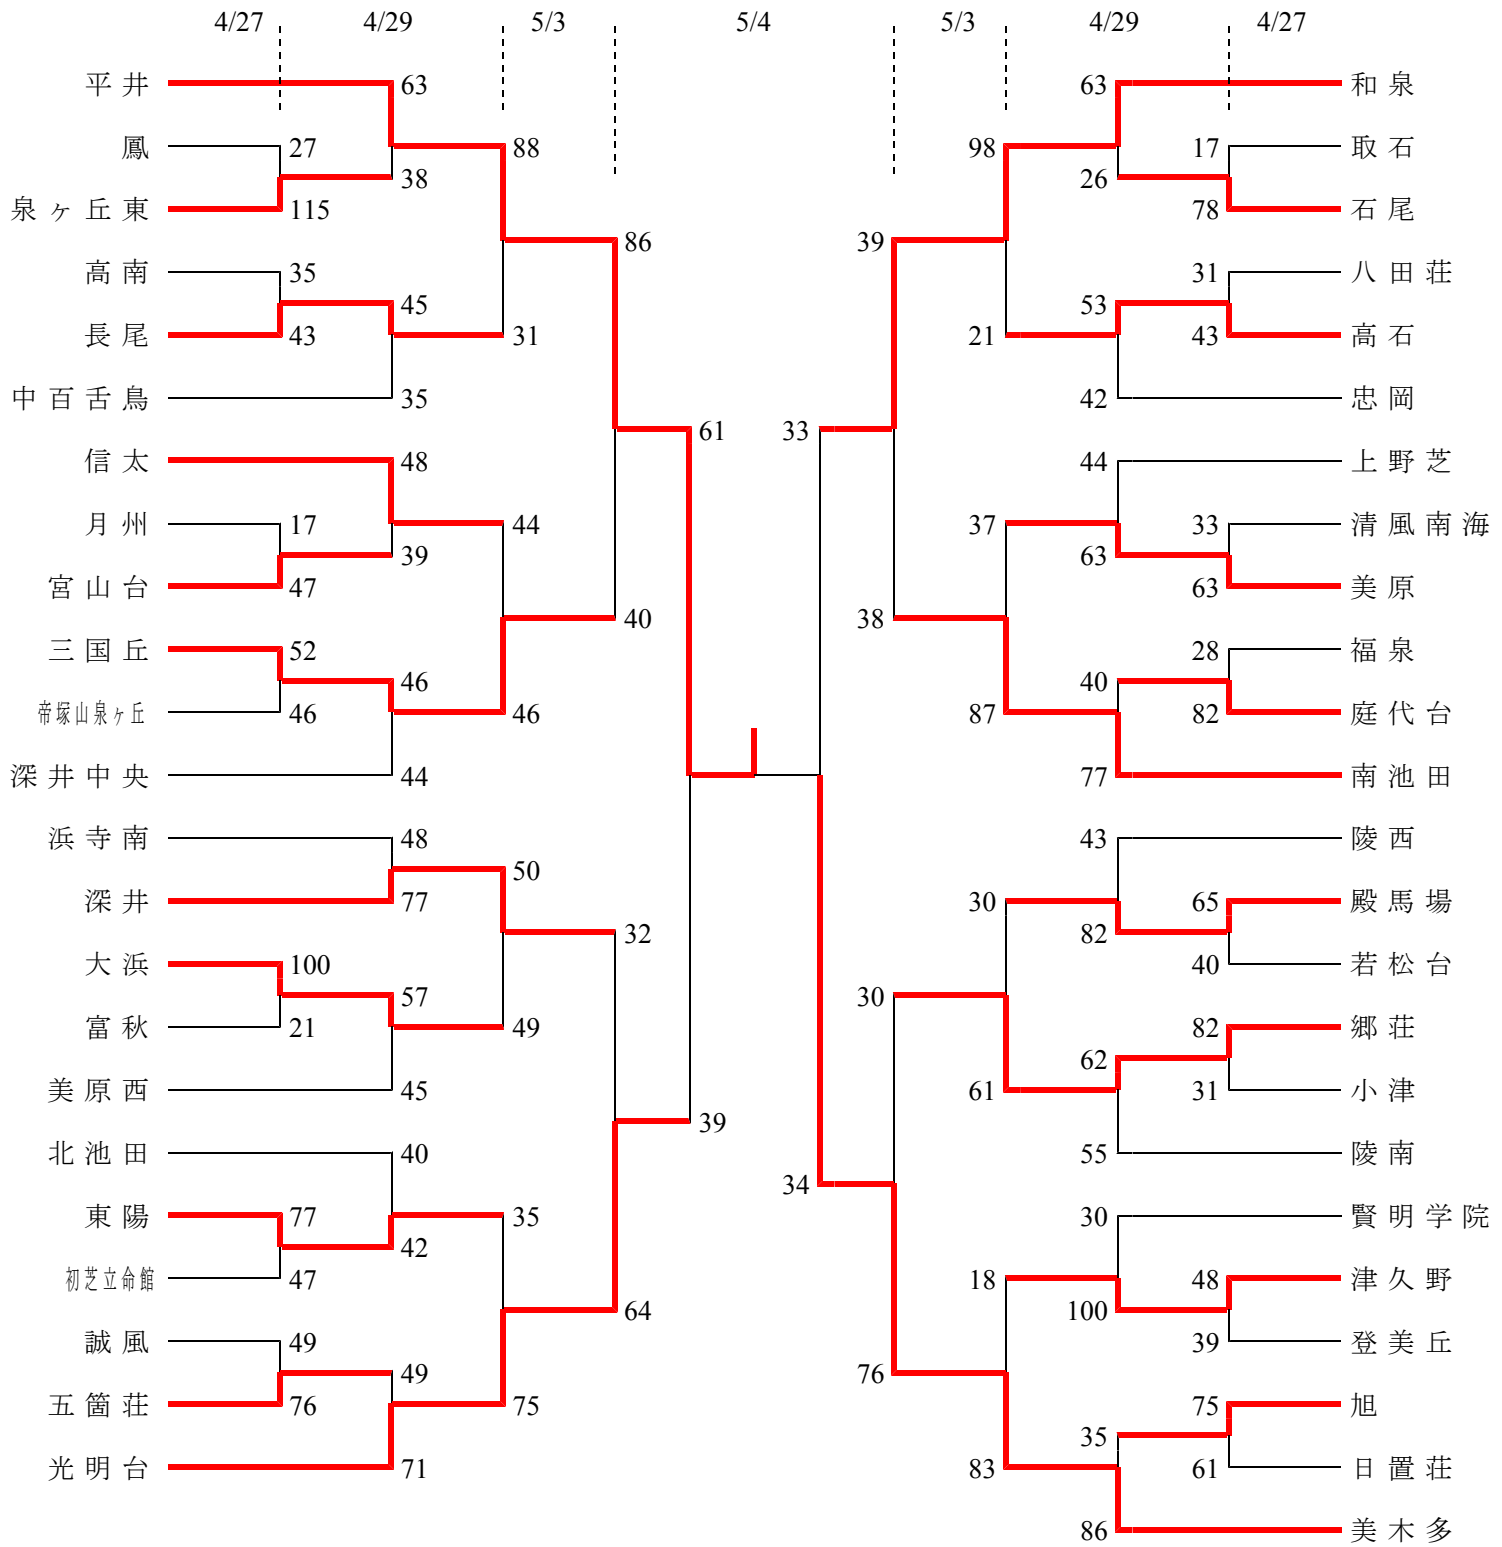 4/27 4/29 5/3 5/4 5/3 4/29 4/27
平井 63 63 和泉
鳳 27 88 98 17 取石
38 26
泉ヶ丘東 115 78 石尾
86 39
高南 35 31 八田荘
45 53
長尾 43 31 21 43 高石
中百舌鳥 35 42 忠岡
61 33
信太 48 44 上野芝
月州 17 44 37 33 清風南海
39 63
宮山台 47 63 美原
40 38
三国丘 52 28 福泉
46 40
帝塚山泉ヶ丘 46 46 87 82 庭代台
深井中央 44 77 南池田
浜寺南 48 43 陵西
50
深井 77 30 65 殿馬場
32 82
大浜 100 40 若松台
57 30
富秋 21 49 82 郷荘
62
美原西 45 61 31 小津
39
北池田 40 55 陵南
34
東陽 77 35 30 賢明学院
42
初芝立命館 47 18 48 津久野
64 100
誠風 49 39 登美丘
49 76
五箇荘 76 75 75 旭
35
光明台 71 83 61 日置荘
86 美木多